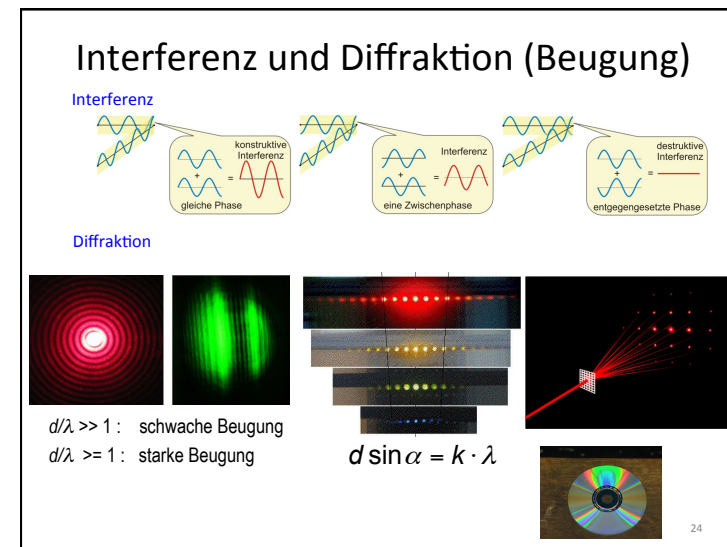 Interferenz und Diffraktion (Beugung)
Interferenz
konstruktive
Interferenz
+
=
gleiche Phase
Interferenz
+
=
eine Zwischenphase
destruktive
Interferenz
+
=
entgegengesetzte Phase
Diffraktion
d/λ >> 1 : schwache Beugung
d/λ >= 1 : starke Beugung
d sin α = k · λ
24